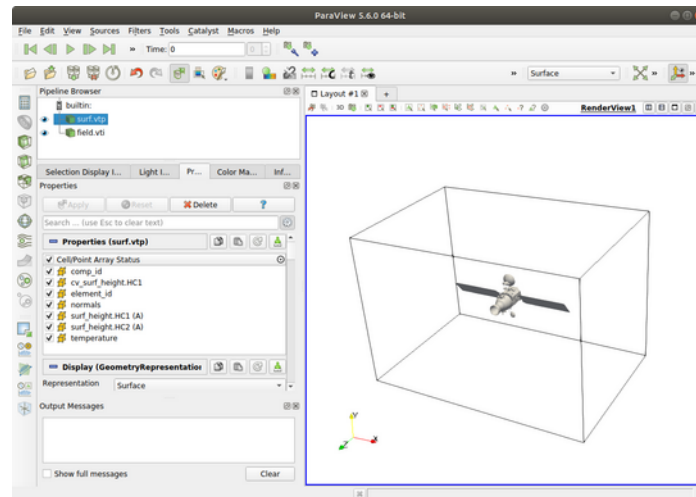 ParaView 5.6.0 64-bit
File Edit View Sources Filters Tools Catalyst Macros Help
» Time: 0
» Surface »
Pipeline Browser
builtin:
surf.vtp
field.vti
Layout #1
3D RenderView1
Selection Display I... Light I... Pr... Color Ma... Inf...
Properties
Apply Reset Delete ?
Search ... (use Esc to clear text)
Properties (surf.vtp)
Cell/Point Array Status
comp_id
cv_surf_height.HC1
element_id
normals
surf_height.HC1 (A)
surf_height.HC2 (A)
temperature
Display (GeometryRepresentation
Representation Surface
Output Messages
Show full messages Clear
Y
Z X